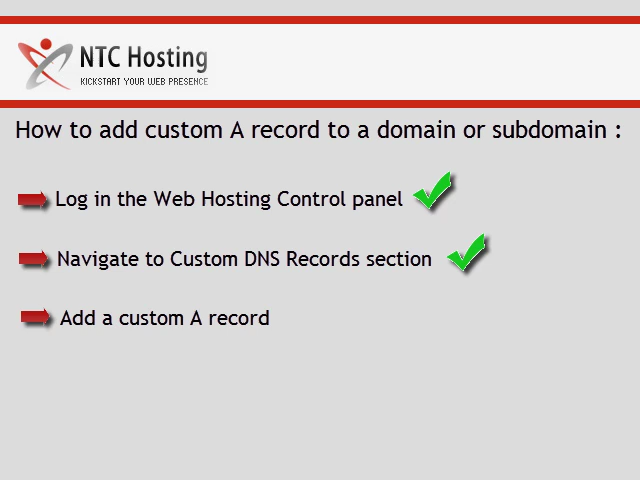 NTC Hosting
KICKSTART YOUR WEB PRESENCE
How to add custom A record to a domain or subdomain :
Log in the Web Hosting Control panel
Navigate to Custom DNS Records section
Add a custom A record